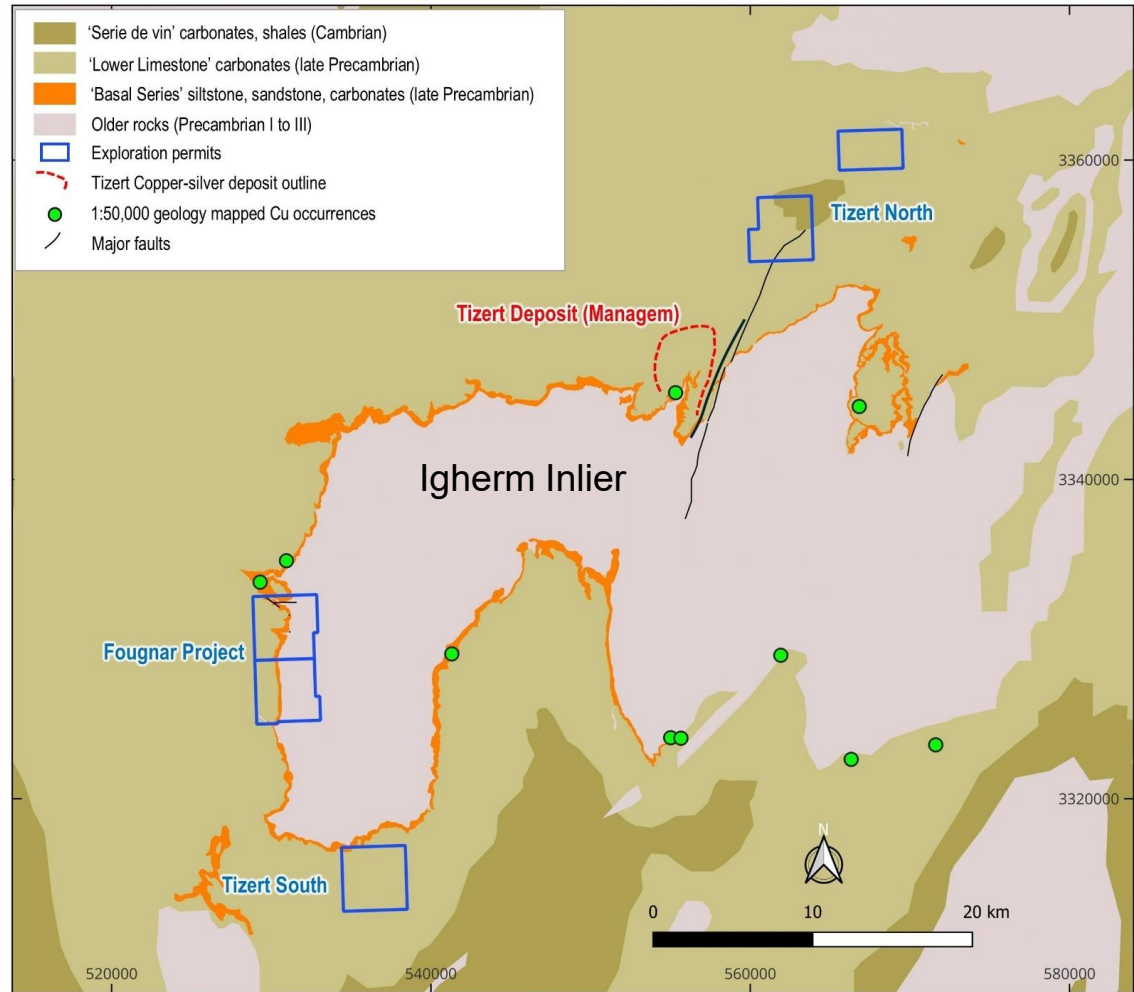 'Serie de vin' carbonates, shales (Cambrian)
'Lower Limestone' carbonates (late Precambrian)
'Basal Series' siltstone, sandstone, carbonates (late Precambrian)
Older rocks (Precambrian I to III)
Exploration permits
Tizert Copper-silver deposit outline
1:50,000 geology mapped Cu occurrences
Major faults
3360000
Tizert North
Tizert Deposit (Managem)
Igherm Inlier
3340000
Fougnar Project
3320000
N
Tizert South
0 10 20 km
520000 540000 560000 580000